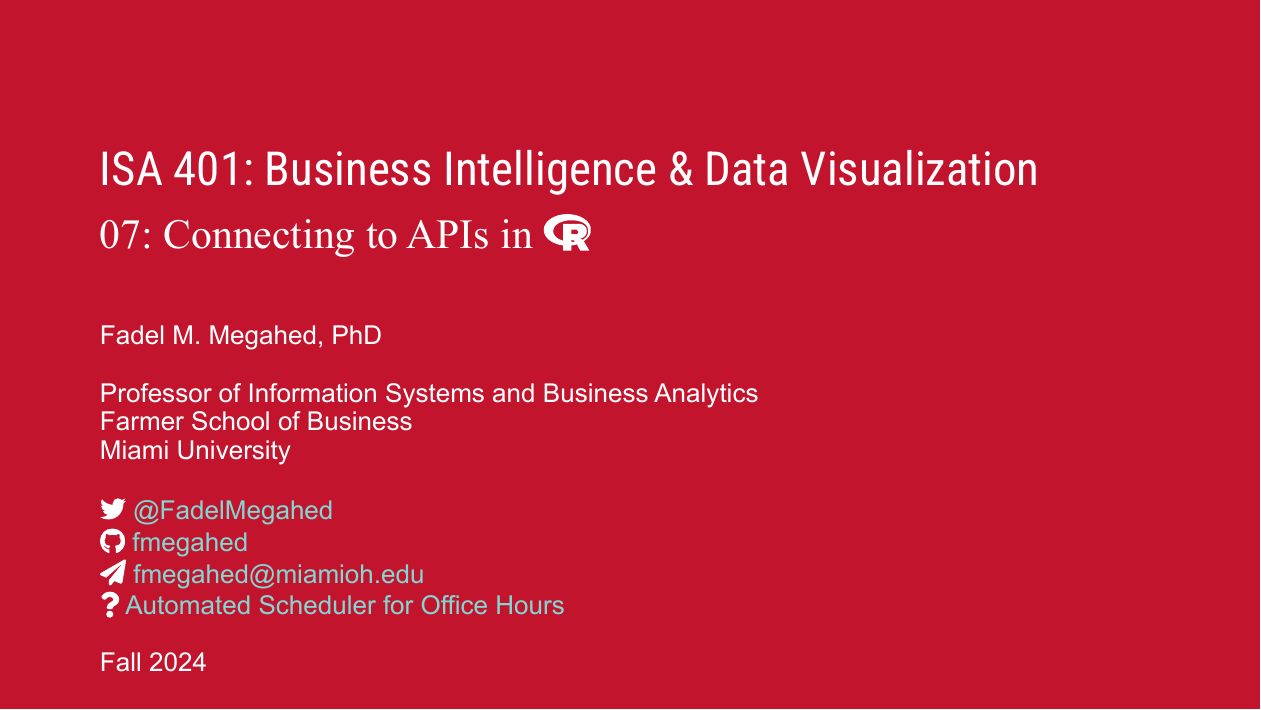 ISA 401: Business Intelligence & Data Visualization
07: Connecting to APIs in R
Fadel M. Megahed, PhD
Professor of Information Systems and Business Analytics
Farmer School of Business
Miami University
@FadelMegahed
fmegahed
fmegahed@miamioh.edu
? Automated Scheduler for Office Hours
Fall 2024